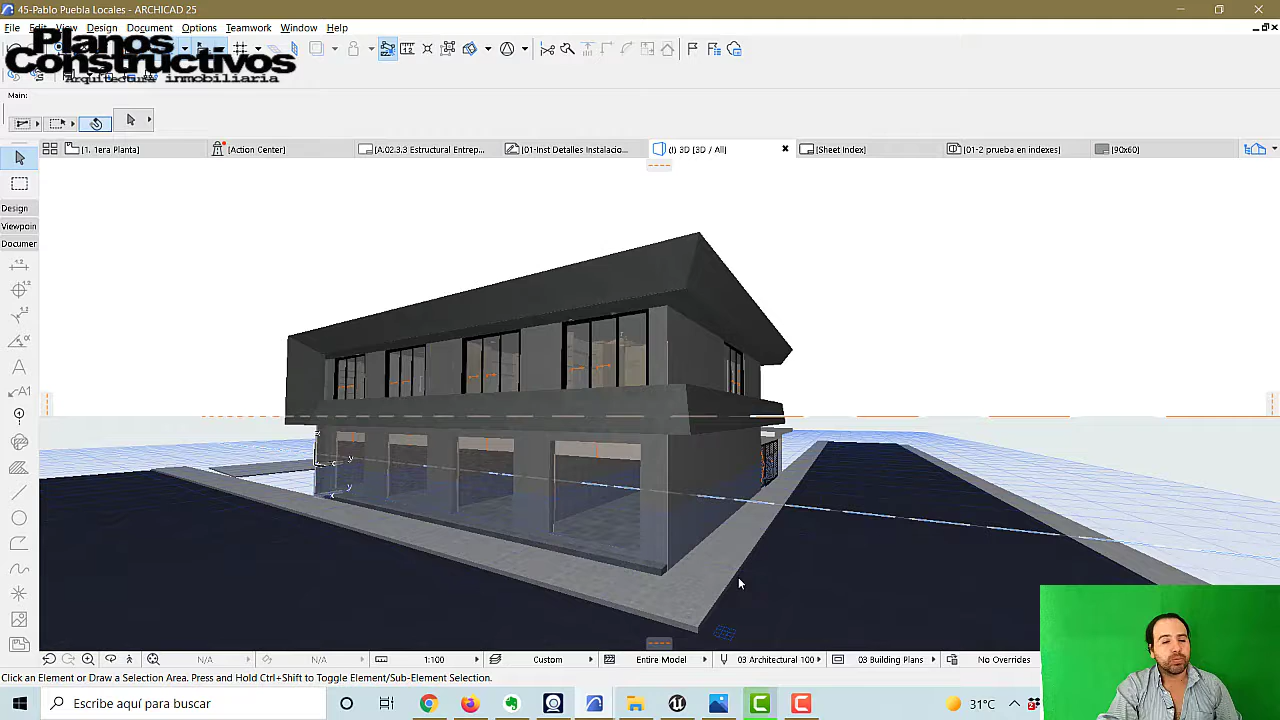 45-Pablo Puebla Locales - ARCHICAD 25
File Edit View Design Document Options Teamwork Window Help
Planos
Constructivos
Arquitectura inmobiliaria
Main:
[1. 1era Planta] [Action Center] [A.02.3.3 Estructural Entrep... [01-Inst Detalles Instalacio... (!) 3D [3D / All] [Sheet Index] [01-2 prueba en indexes] [90x60]
Design
Viewpoin
Documer
N/A N/A 1:100 Custom Entire Model 03 Architectural 100 03 Building Plans No Overrides
Click an Element or Draw a Selection Area. Press and Hold Ctrl+Shift to Toggle Element/Sub-Element Selection.
Escribe aquí para buscar
31°C